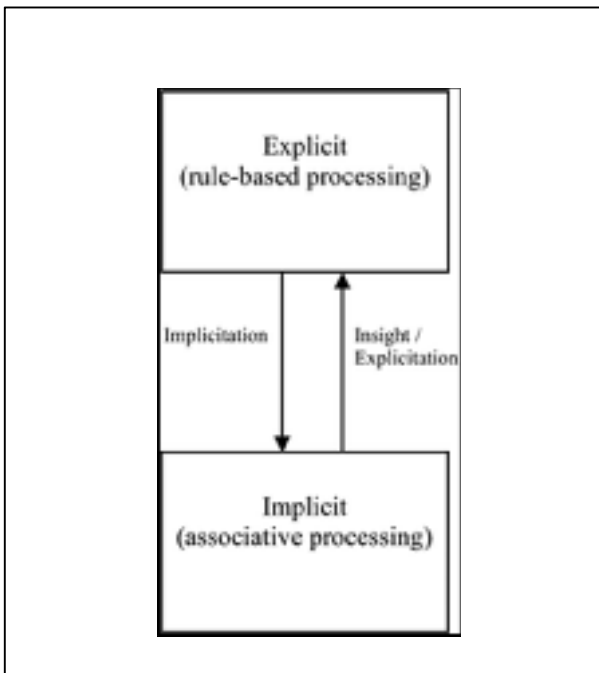 Explicit
(rule-based processing)
Implicitation
Insight /
Explicitation
Implicit
(associative processing)